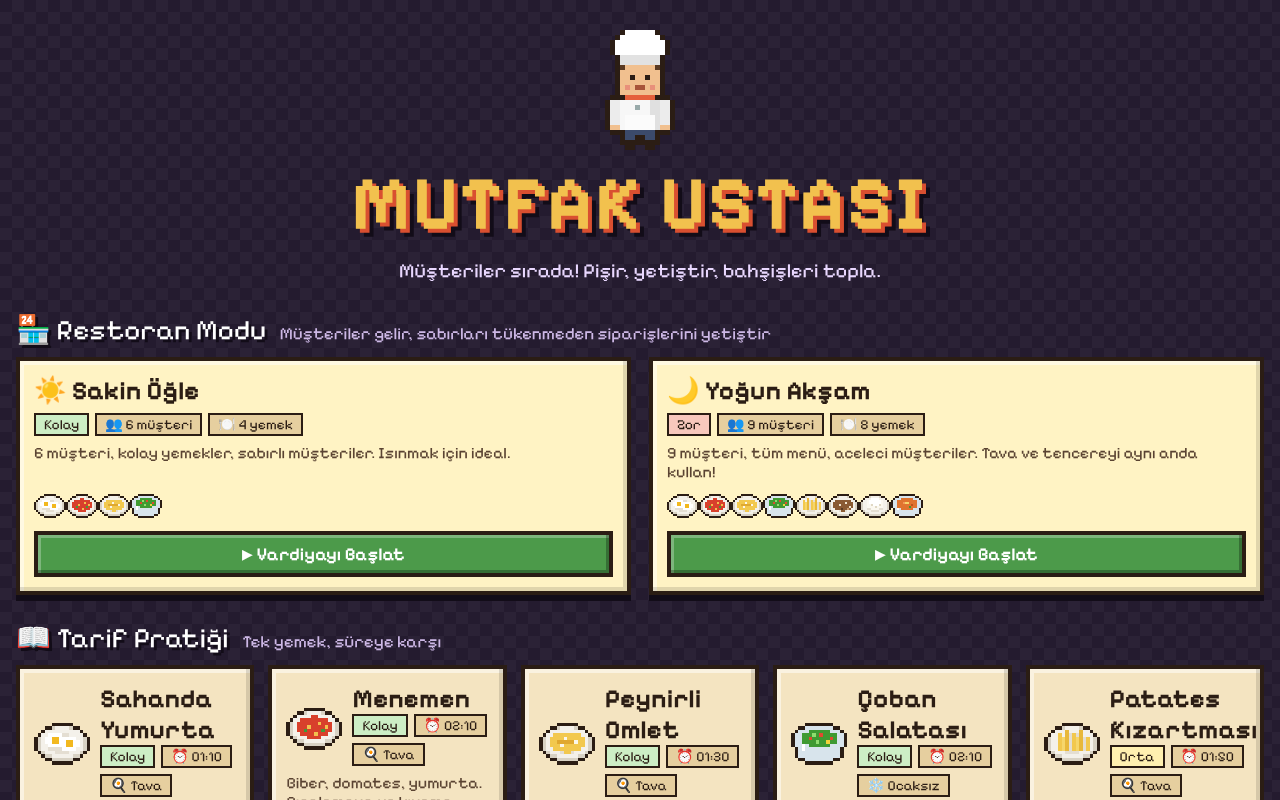 MUTFAK USTASI
Müşteriler sırada! Pişir, yetiştir, bahşişleri topla.
24
Restoran Modu Müşteriler gelir, sabırları tükenmeden siparişlerini yetiştir
Sakin Öğle
Kolay 6 müşteri 4 yemek
6 müşteri, kolay yemekler, sabırlı müşteriler. Isınmak için ideal.
▶ Vardiyayı Başlat
Yoğun Akşam
Zor 9 müşteri 8 yemek
9 müşteri, tüm menü, aceleci müşteriler. Tava ve tencereyi aynı anda
kullan!
▶ Vardiyayı Başlat
Tarif Pratiği Tek yemek, süreye karşı
Sahanda
Yumurta
Kolay 01:10
Tava
Menemen
Kolay 02:10
Tava
Biber, domates, yumurta.
Peynirli
Omlet
Kolay 01:30
Tava
Çoban
Salatası
Kolay 02:10
Ocaksız
Patates
Kızartması
Orta 01:50
Tava